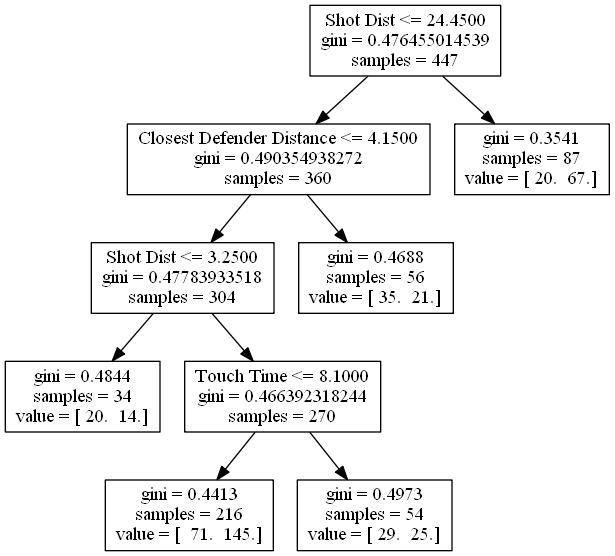 Shot Dist <= 24.4500
gini = 0.476455014539
samples = 447
Closest Defender Distance <= 4.1500
gini = 0.490354938272
samples = 360
gini = 0.3541
samples = 87
value = [ 20.  67.]
Shot Dist <= 3.2500
gini = 0.47783933518
samples = 304
gini = 0.4688
samples = 56
value = [ 35.  21.]
gini = 0.4844
samples = 34
value = [ 20.  14.]
Touch Time <= 8.1000
gini = 0.466392318244
samples = 270
gini = 0.4413
samples = 216
value = [  71.  145.]
gini = 0.4973
samples = 54
value = [ 29.  25.]